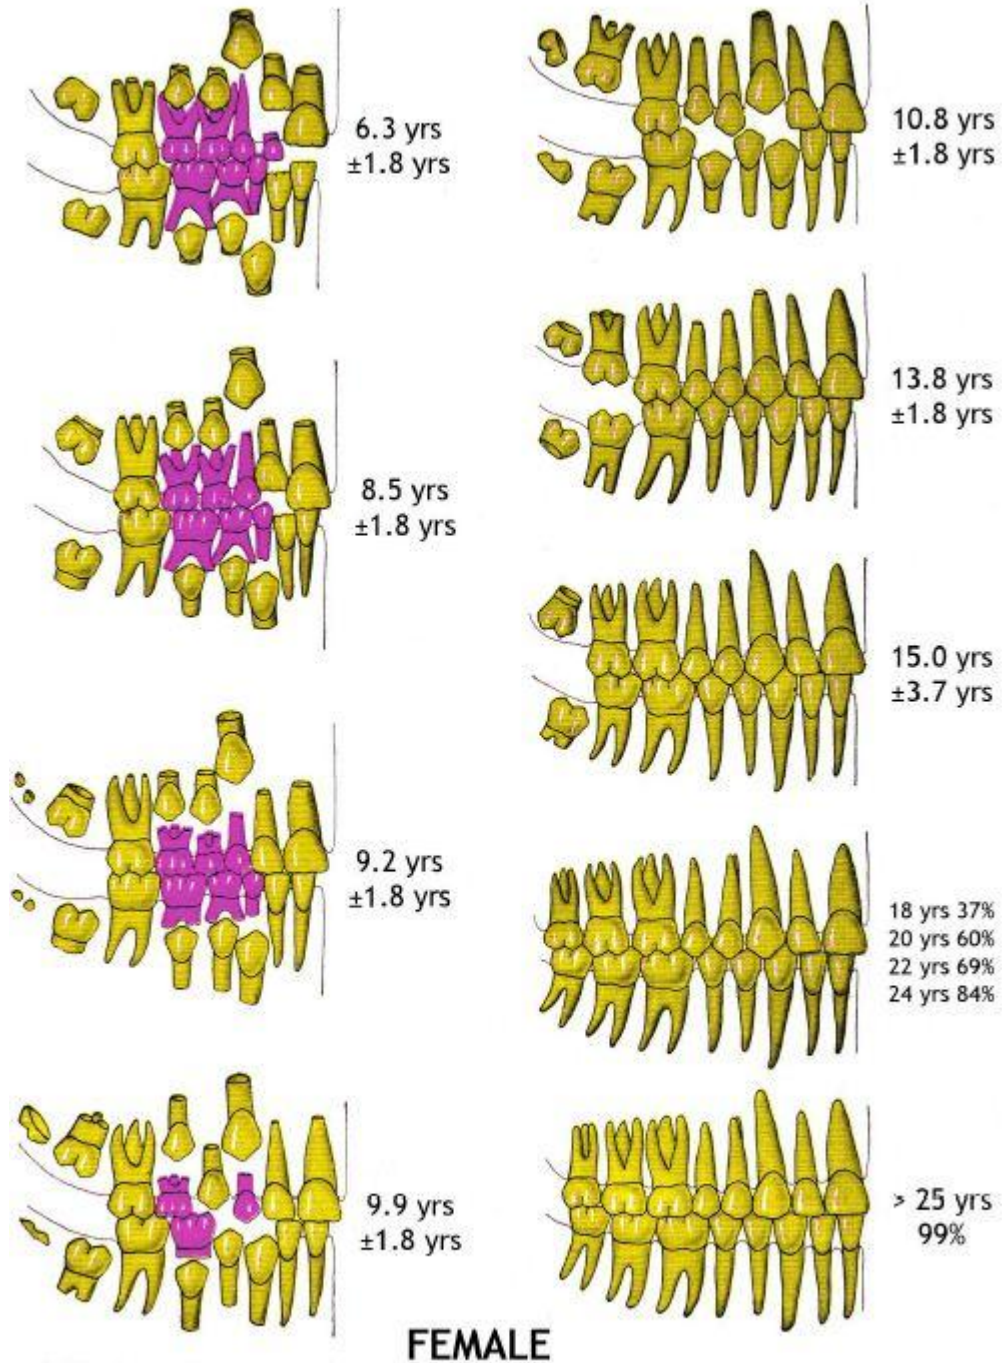 6.3 yrs
±1.8 yrs
8.5 yrs
±1.8 yrs
9.2 yrs
±1.8 yrs
9.9 yrs
±1.8 yrs
10.8 yrs
±1.8 yrs
13.8 yrs
±1.8 yrs
15.0 yrs
±3.7 yrs
18 yrs 37%
20 yrs 60%
22 yrs 69%
24 yrs 84%
> 25 yrs
99%
FEMALE